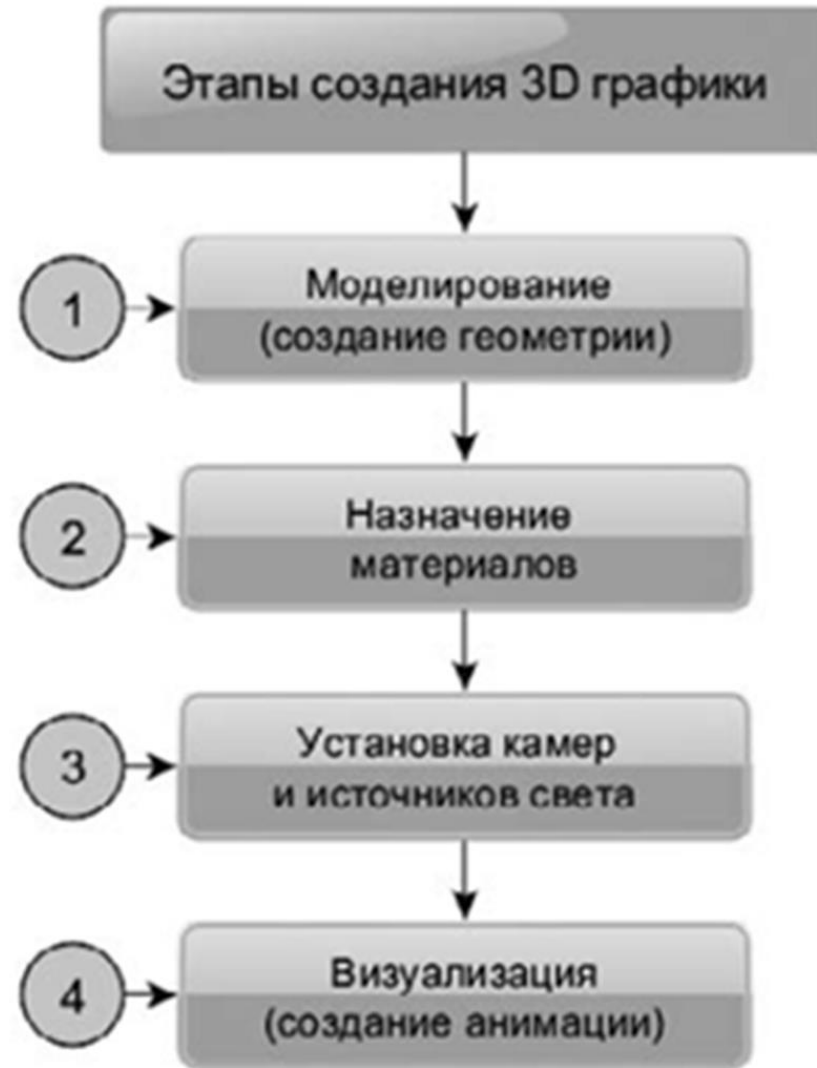 Этапы создания 3D графики
1
Моделирование
(создание геометрии)
2
Назначение
материалов
3
Установка камер
и источников света
4
Визуализация
(создание анимации)